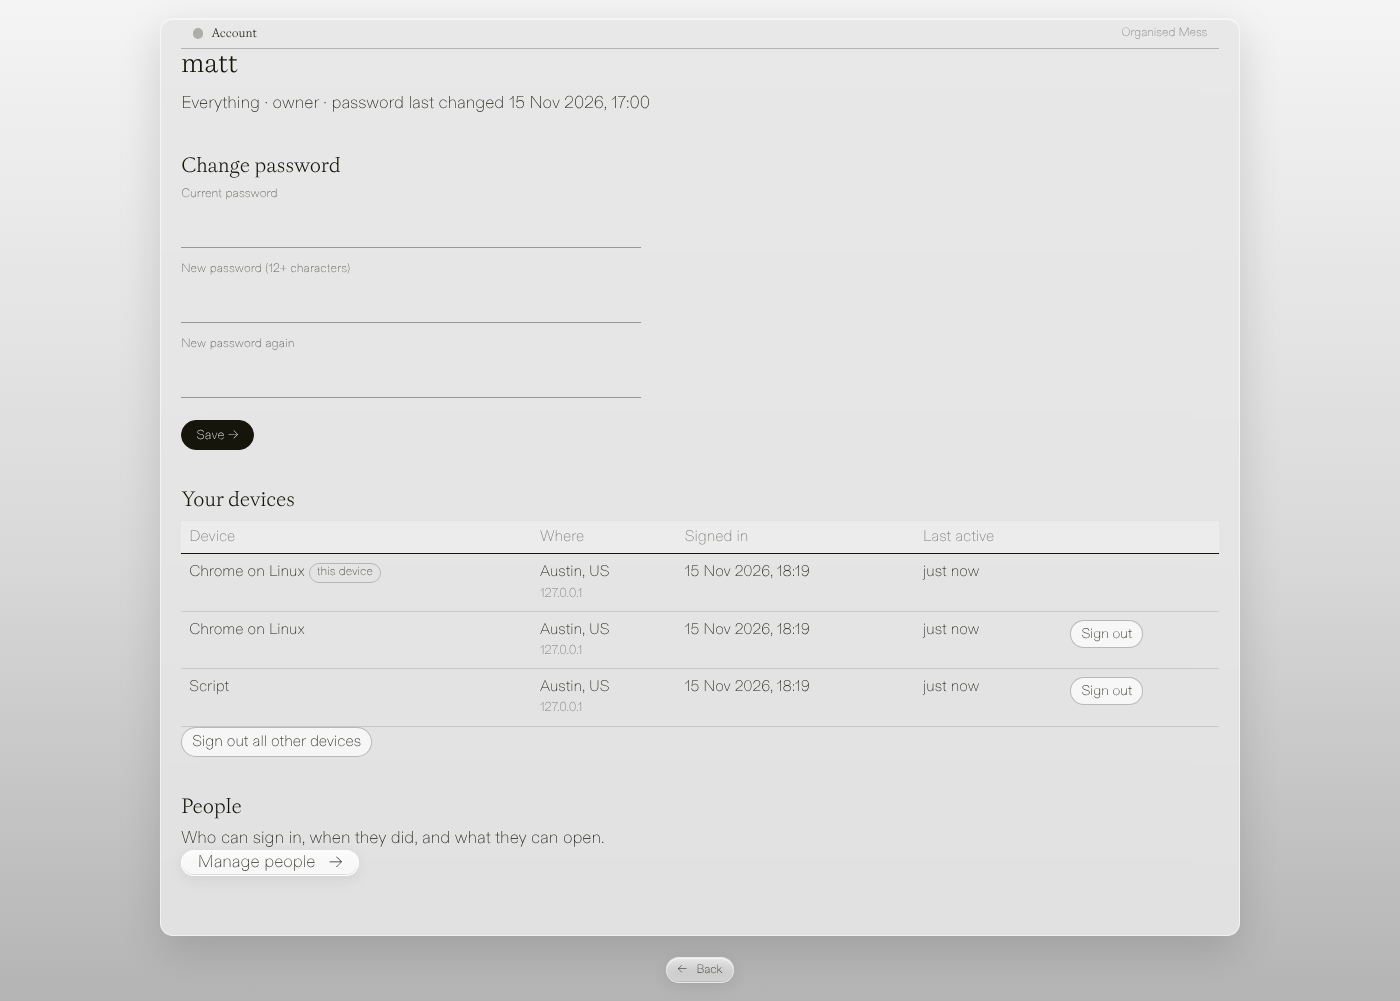 Account
Organised Mess
matt
Everything · owner · password last changed 15 Nov 2026, 17:00
Change password
Current password
New password (12+ characters)
New password again
Save →
Your devices
Device Where Signed in Last active
Chrome on Linux this device Austin, US 15 Nov 2026, 18:19 just now
127.0.0.1
Chrome on Linux Austin, US 15 Nov 2026, 18:19 just now Sign out
127.0.0.1
Script Austin, US 15 Nov 2026, 18:19 just now Sign out
127.0.0.1
Sign out all other devices
People
Who can sign in, when they did, and what they can open.
Manage people →
← Back